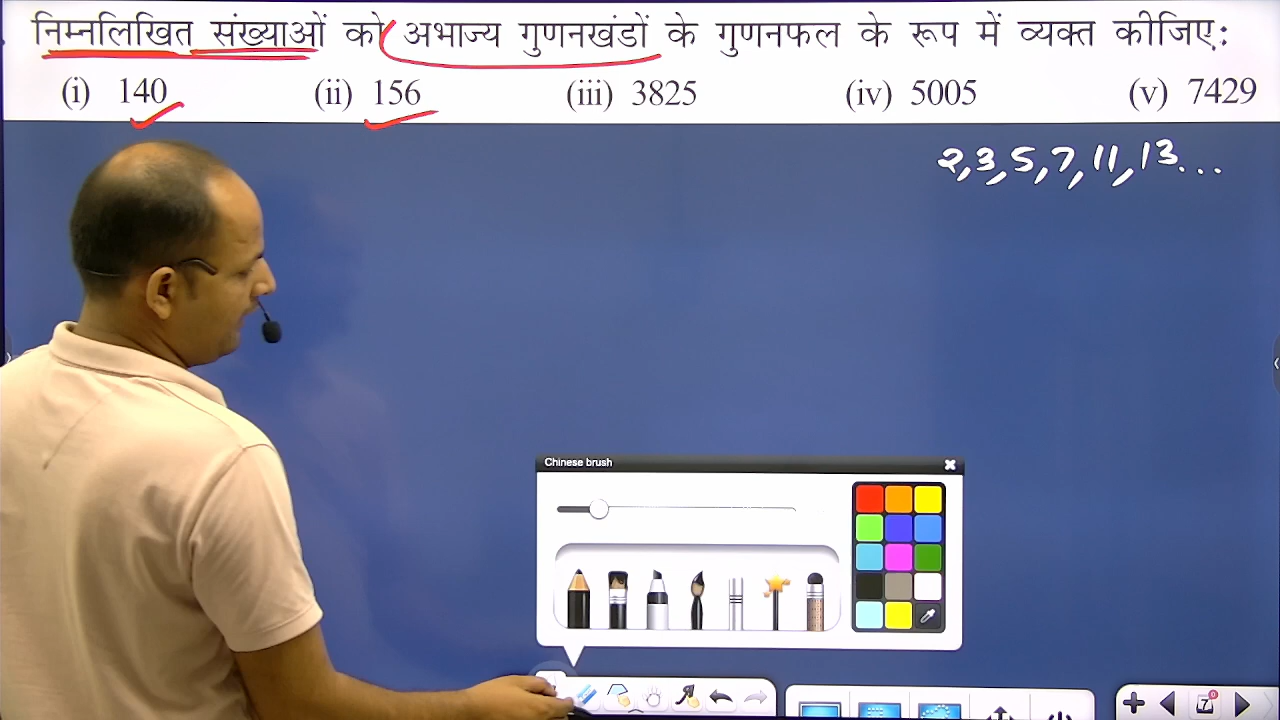 निम्नलिखित संख्याओं को अभाज्य गुणनखंडों के गुणनफल के रूप में व्यक्त कीजिए:
(i) 140 (ii) 156 (iii) 3825 (iv) 5005 (v) 7429
2,3,5,7,11,13...
Chinese brush